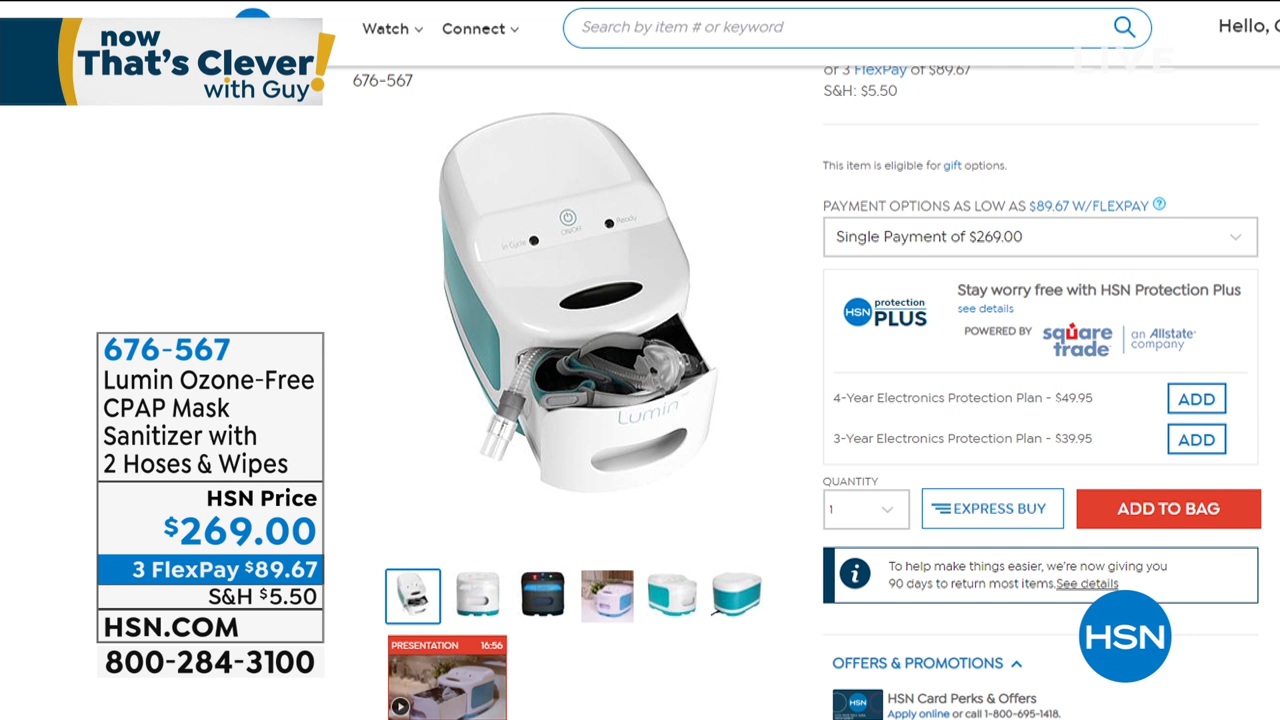 now
That's Clever!
with Guy
Watch
Connect
Search by item # or keyword
Hello,
LIVE
676-567
or 3 FlexPay of $89.67
S&H: $5.50
This item is eligible for gift options.
PAYMENT OPTIONS AS LOW AS $89.67 W/FLEXPAY ?
Single Payment of $269.00
HSN protection PLUS
Stay worry free with HSN Protection Plus
see details
POWERED BY square trade | an Allstate company
4-Year Electronics Protection Plan - $49.95
ADD
3-Year Electronics Protection Plan - $39.95
ADD
QUANTITY
1
EXPRESS BUY
ADD TO BAG
i
To help make things easier, we're now giving you
90 days to return most items.See details
HSN
OFFERS & PROMOTIONS
HSN
HSN Card Perks & Offers
Apply online or call 1-800-695-1418.
In Cycle
ON/OFF
Ready
Lumin
PRESENTATION 16:56
676-567
Lumin Ozone-Free
CPAP Mask
Sanitizer with
2 Hoses & Wipes
HSN Price
$269.00
3 FlexPay $89.67
S&H $5.50
HSN.COM
800-284-3100